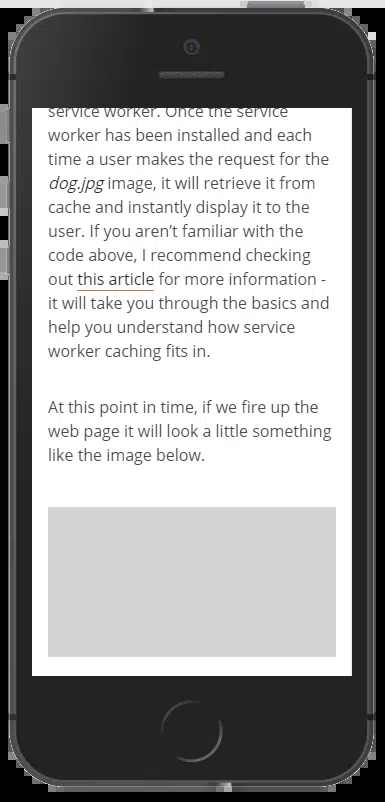 service worker. Once the service
worker has been installed and each
time a user makes the request for the
dog.jpg image, it will retrieve it from
cache and instantly display it to the
user. If you aren’t familiar with the
code above, I recommend checking
out this article for more information -
it will take you through the basics and
help you understand how service
worker caching fits in.
At this point in time, if we fire up the
web page it will look a little something
like the image below.